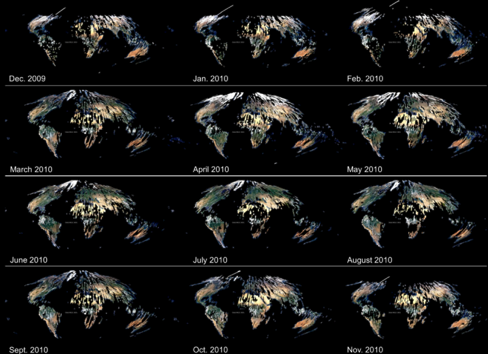 Dec. 2009
Jan. 2010
Feb. 2010
March 2010
April 2010
May 2010
June 2010
July 2010
August 2010
Sept. 2010
Oct. 2010
Nov. 2010